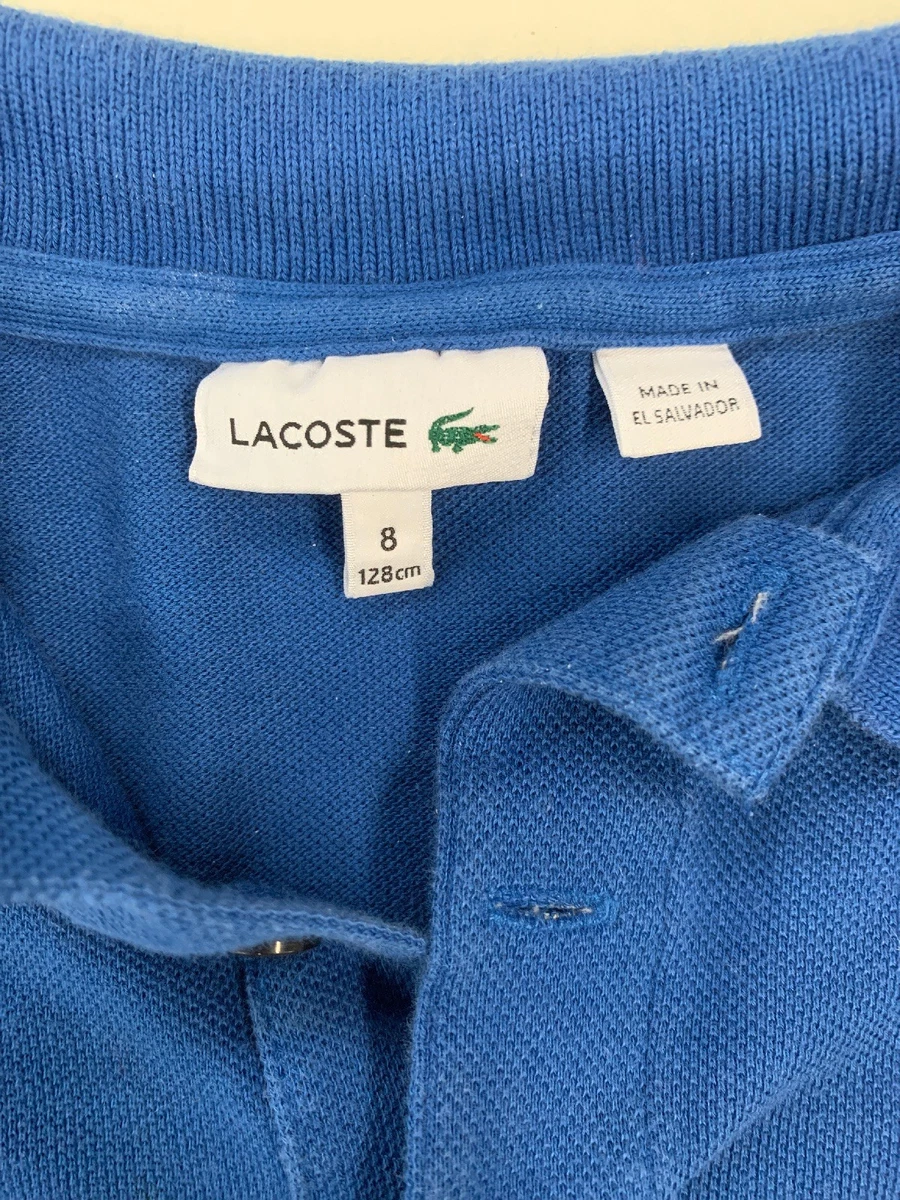 LACOSTE
8
128cm
MADE IN
EL SALVADOR